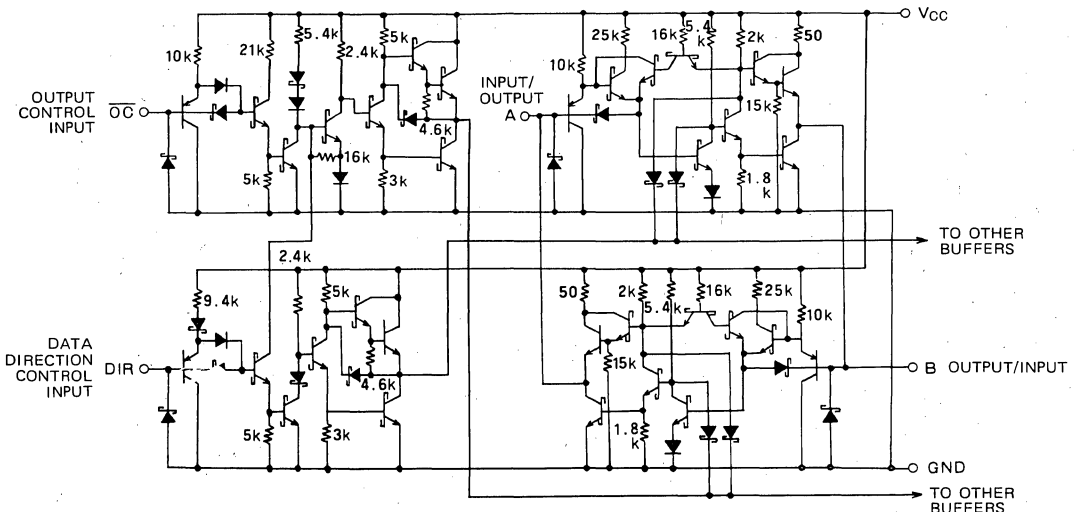 VCC
5.4k
5k
25k
16k
5.4
k
2k
50
10k
21k
2.4k
10k
OUTPUT
CONTROL
INPUT
OC
INPUT/
OUTPUT
A
15k
4.6k
16k
5k
3k
1.8
k
TO OTHER
BUFFERS
2.4k
9.4k
5k
50
2k
5.4k
16k
25k
10k
DATA
DIRECTION
CONTROL
INPUT
DIR
15k
B OUTPUT/INPUT
4.6k
5k
3k
1.8
k
GND
TO OTHER
BUFFERS